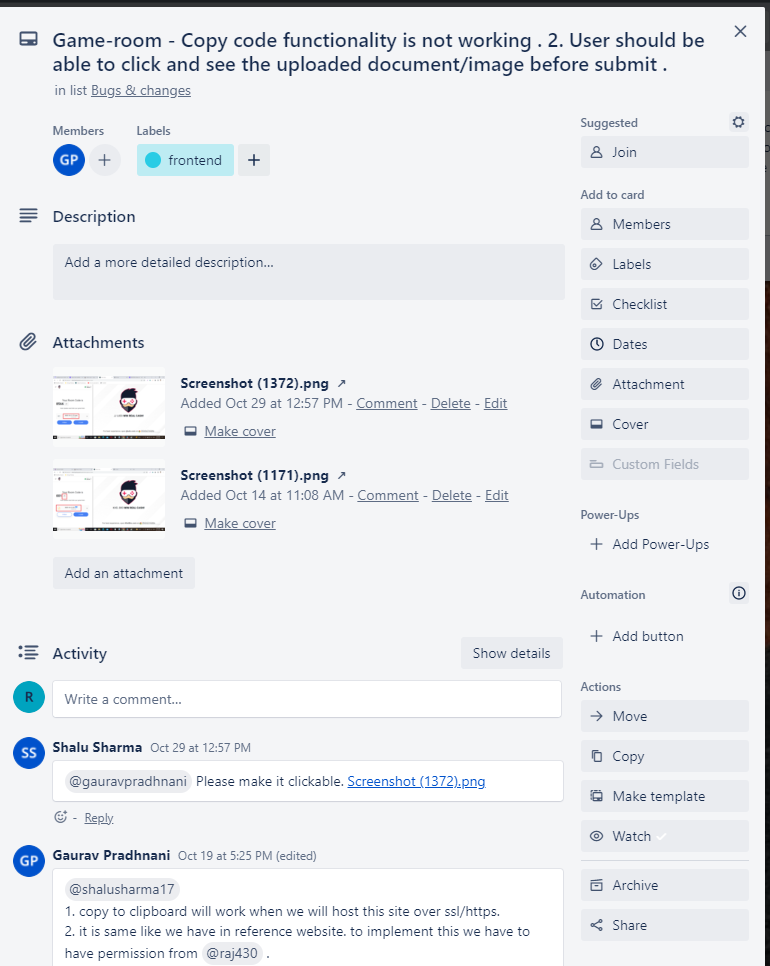 Game-room - Copy code functionality is not working . 2. User should be
able to click and see the uploaded document/image before submit .
in list Bugs & changes
Members
Labels
GP
frontend
Description
Add a more detailed description...
Attachments
Screenshot (1372).png ↗
Added Oct 29 at 12:57 PM - Comment - Delete - Edit
Make cover
Screenshot (1171).png ↗
Added Oct 14 at 11:08 AM - Comment - Delete - Edit
Make cover
Add an attachment
Activity
Show details
R
Write a comment...
SS
Shalu Sharma Oct 29 at 12:57 PM
@gauravpradhnani Please make it clickable. Screenshot (1372).png
- Reply
GP
Gaurav Pradhnani Oct 19 at 5:25 PM (edited)
@shalusharma17
1. copy to clipboard will work when we will host this site over ssl/https.
2. it is same like we have in reference website. to implement this we have to
have permission from @raj430 .
Suggested
Join
Add to card
Members
Labels
Checklist
Dates
Attachment
Cover
Custom Fields
Power-Ups
+ Add Power-Ups
Automation
+ Add button
Actions
Move
Copy
Make template
Watch
Archive
Share